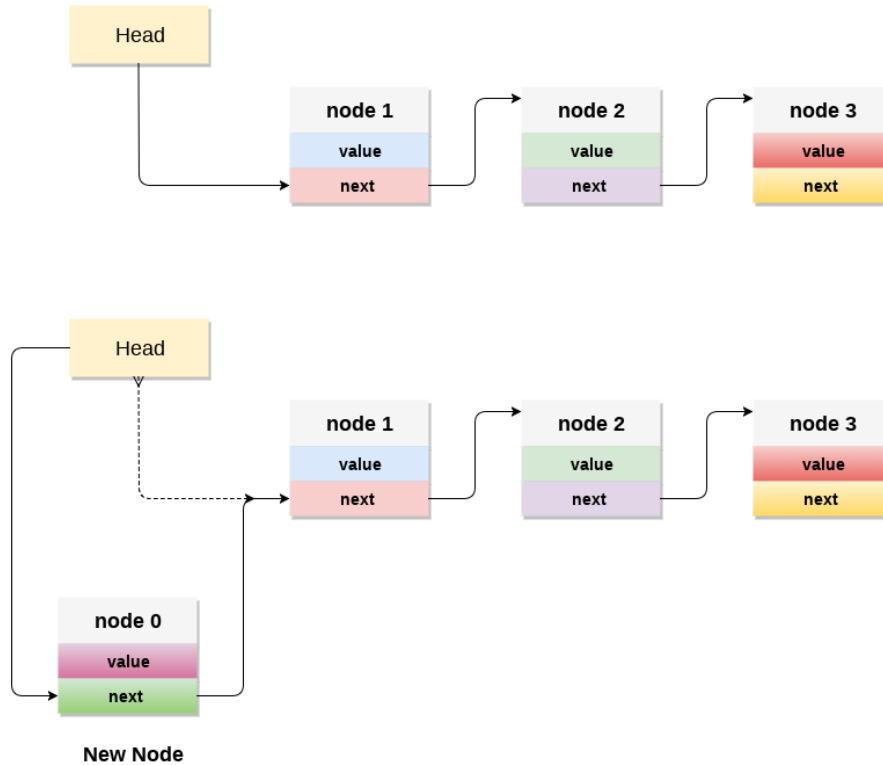 Head
node 1
value
next
node 2
value
next
node 3
value
next
Head
node 1
value
next
node 2
value
next
node 3
value
next
node 0
value
next
New Node